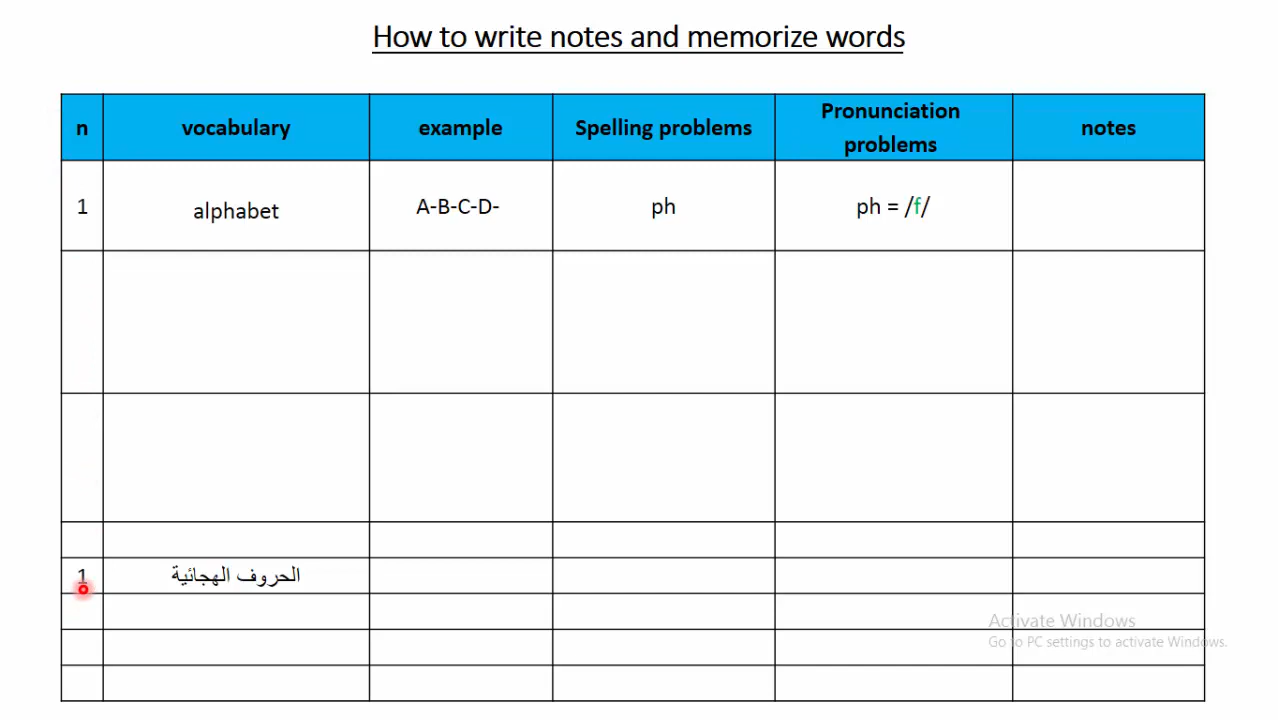 How to write notes and memorize words
n vocabulary example Spelling problems Pronunciation problems notes
1 alphabet A-B-C-D- ph ph = /f/
1 الحروف الهجائية
Activate Windows
Go to PC settings to activate Windows.